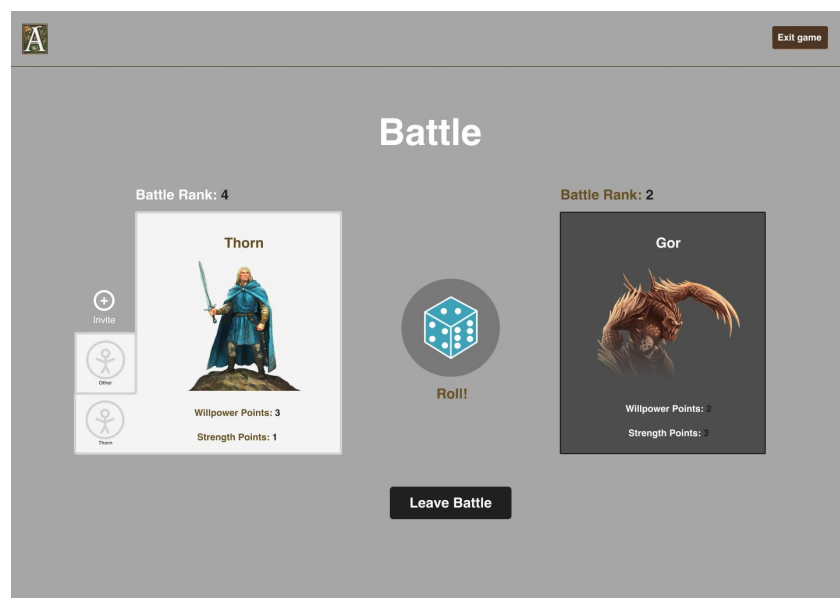 A
Exit game
Battle
Battle Rank: 4
Battle Rank: 2
Thorn
Gor
Invite
Other
Roll!
Thorn
Willpower Points: 3
Strength Points: 1
Willpower Points: 2
Strength Points: 3
Leave Battle